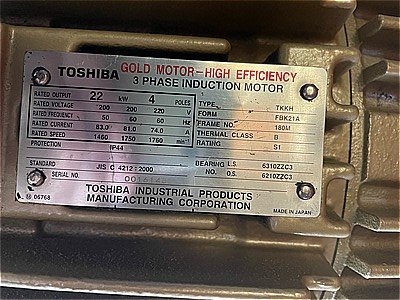 TOSHIBA GOLD MOTOR-HIGH EFFICIENCY
3 PHASE INDUCTION MOTOR
RATED OUTPUT 22 kW 4 POLES TYPE TKKH
RATED VOLTAGE 200 200 220 V FORM FBK21A
RATED FREQUENCY 50 60 60 Hz FRAME NO. 180M
RATED CURRENT 83.0 81.0 74.0 A THERMAL CLASS B
RATED SPEED 1460 1750 1760 min⁻¹ RATING S1
PROTECTION IP44
STANDARD JIS C 4212 : 2000 BEARING L.S. 6310ZZC3
SERIAL NO. NO. O.S. 6210ZZC3
TOSHIBA INDUSTRIAL PRODUCTS
MANUFACTURING CORPORATION
06768 MADE IN JAPAN